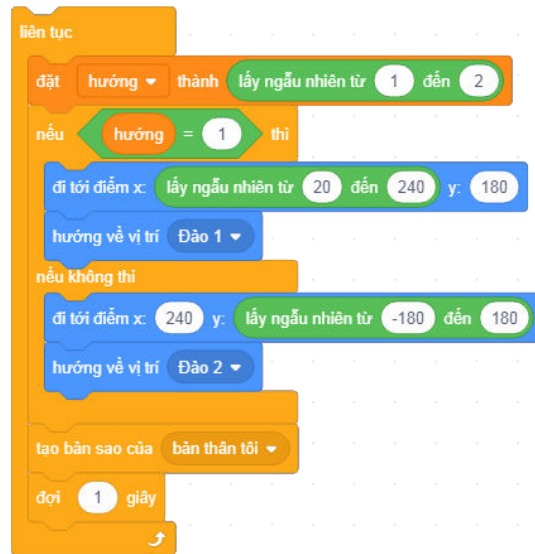 liên tục
đặt hướng thành lấy ngẫu nhiên từ 1 đến 2
nếu hướng = 1 thì
đi tới điểm x: lấy ngẫu nhiên từ 20 đến 240 y: 180
hướng về vị trí Đào 1
nếu không thì
đi tới điểm x: 240 y: lấy ngẫu nhiên từ -180 đến 180
hướng về vị trí Đào 2
tạo bản sao của bản thân tôi
đợi 1 giây